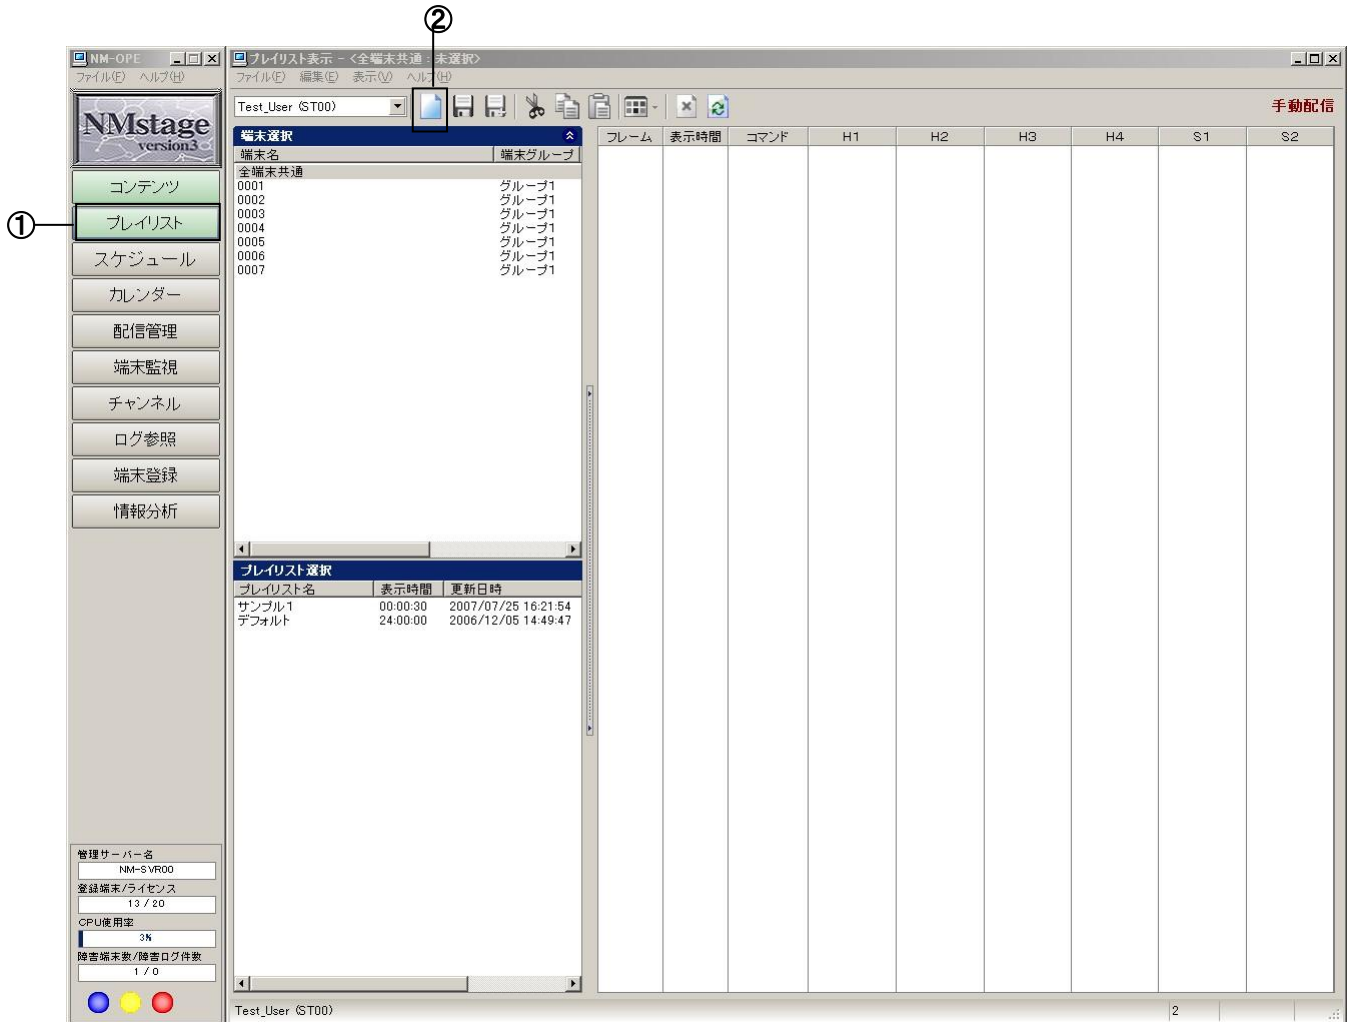 ②
NM-OPE
ファイル(F) ヘルプ(H)
NMstage
version3
コンテンツ
①
プレイリスト
スケジュール
カレンダー
配信管理
端末監視
チャンネル
ログ参照
端末登録
情報分析
管理サーバー名
NM-SVR00
登録端末/ライセンス
13 / 20
CPU使用率
3%
障害端末数/障害ログ件数
1 / 0
プレイリスト表示 - <全端末共通 : 未選択>
ファイル(F) 編集(E) 表示(V) ヘルプ(H)
Test_User (ST00)
手動配信
端末選択
端末名 端末グループ
全端末共通
0001 グループ1
0002 グループ1
0003 グループ1
0004 グループ1
0005 グループ1
0006 グループ1
0007 グループ1
プレイリスト選択
プレイリスト名 表示時間 更新日時
サンプル1 00:00:30 2007/07/25 16:21:54
デフォルト 24:00:00 2006/12/05 14:49:47
フレーム 表示時間 コマンド H1 H2 H3 H4 S1 S2
Test_User (ST00) 2